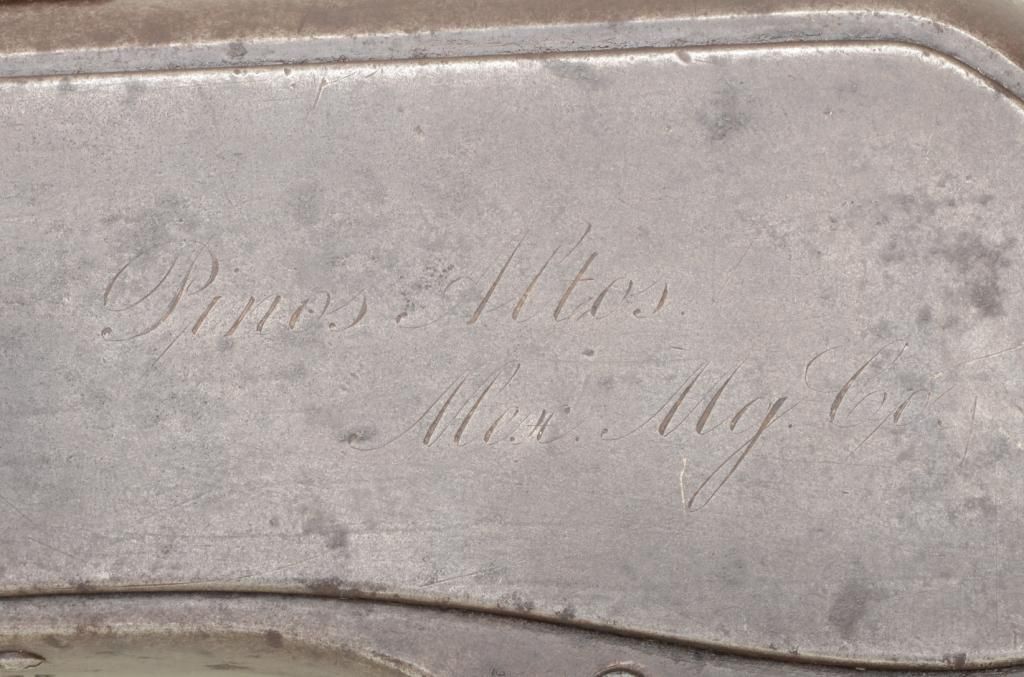 Pinos Altos.
Mex. Mg. Co.